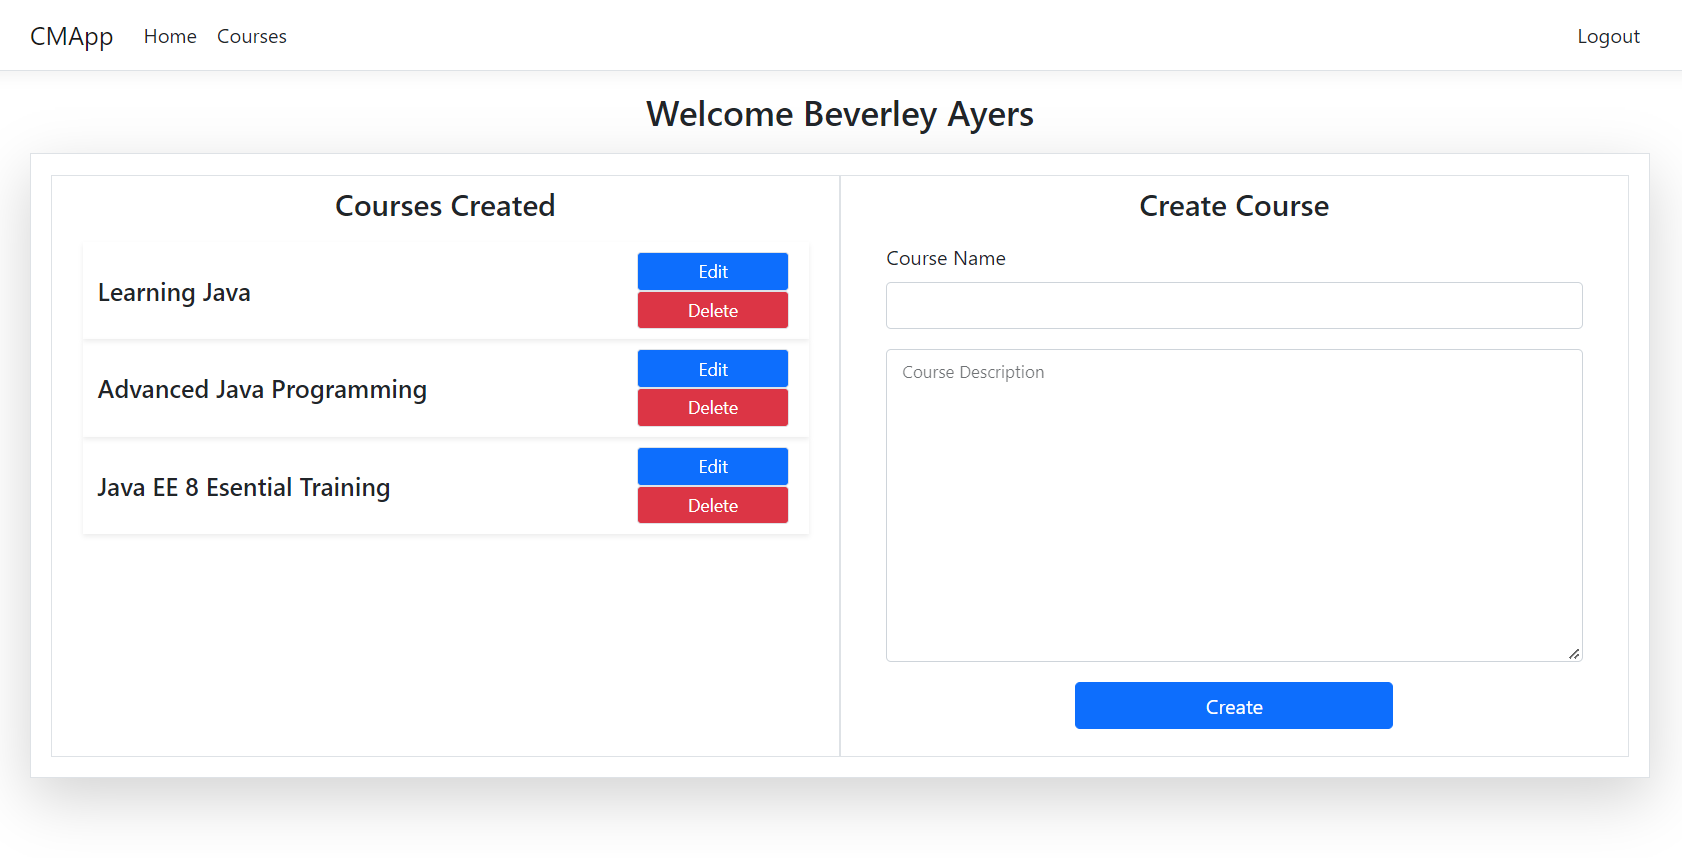 CMApp Home Courses Logout
Welcome Beverley Ayers
Courses Created
Learning Java
Edit
Delete
Advanced Java Programming
Edit
Delete
Java EE 8 Esential Training
Edit
Delete
Create Course
Course Name
Course Description
Create